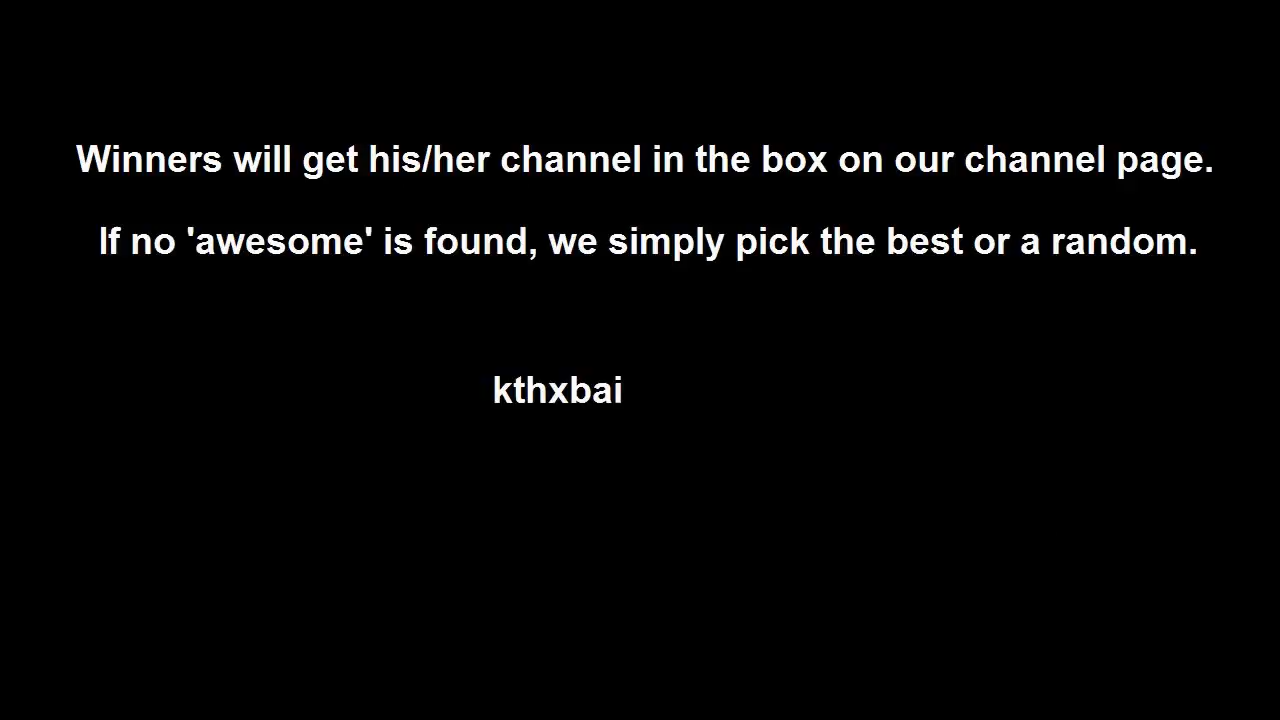 Winners will get his/her channel in the box on our channel page.
If no 'awesome' is found, we simply pick the best or a random.
kthxbai